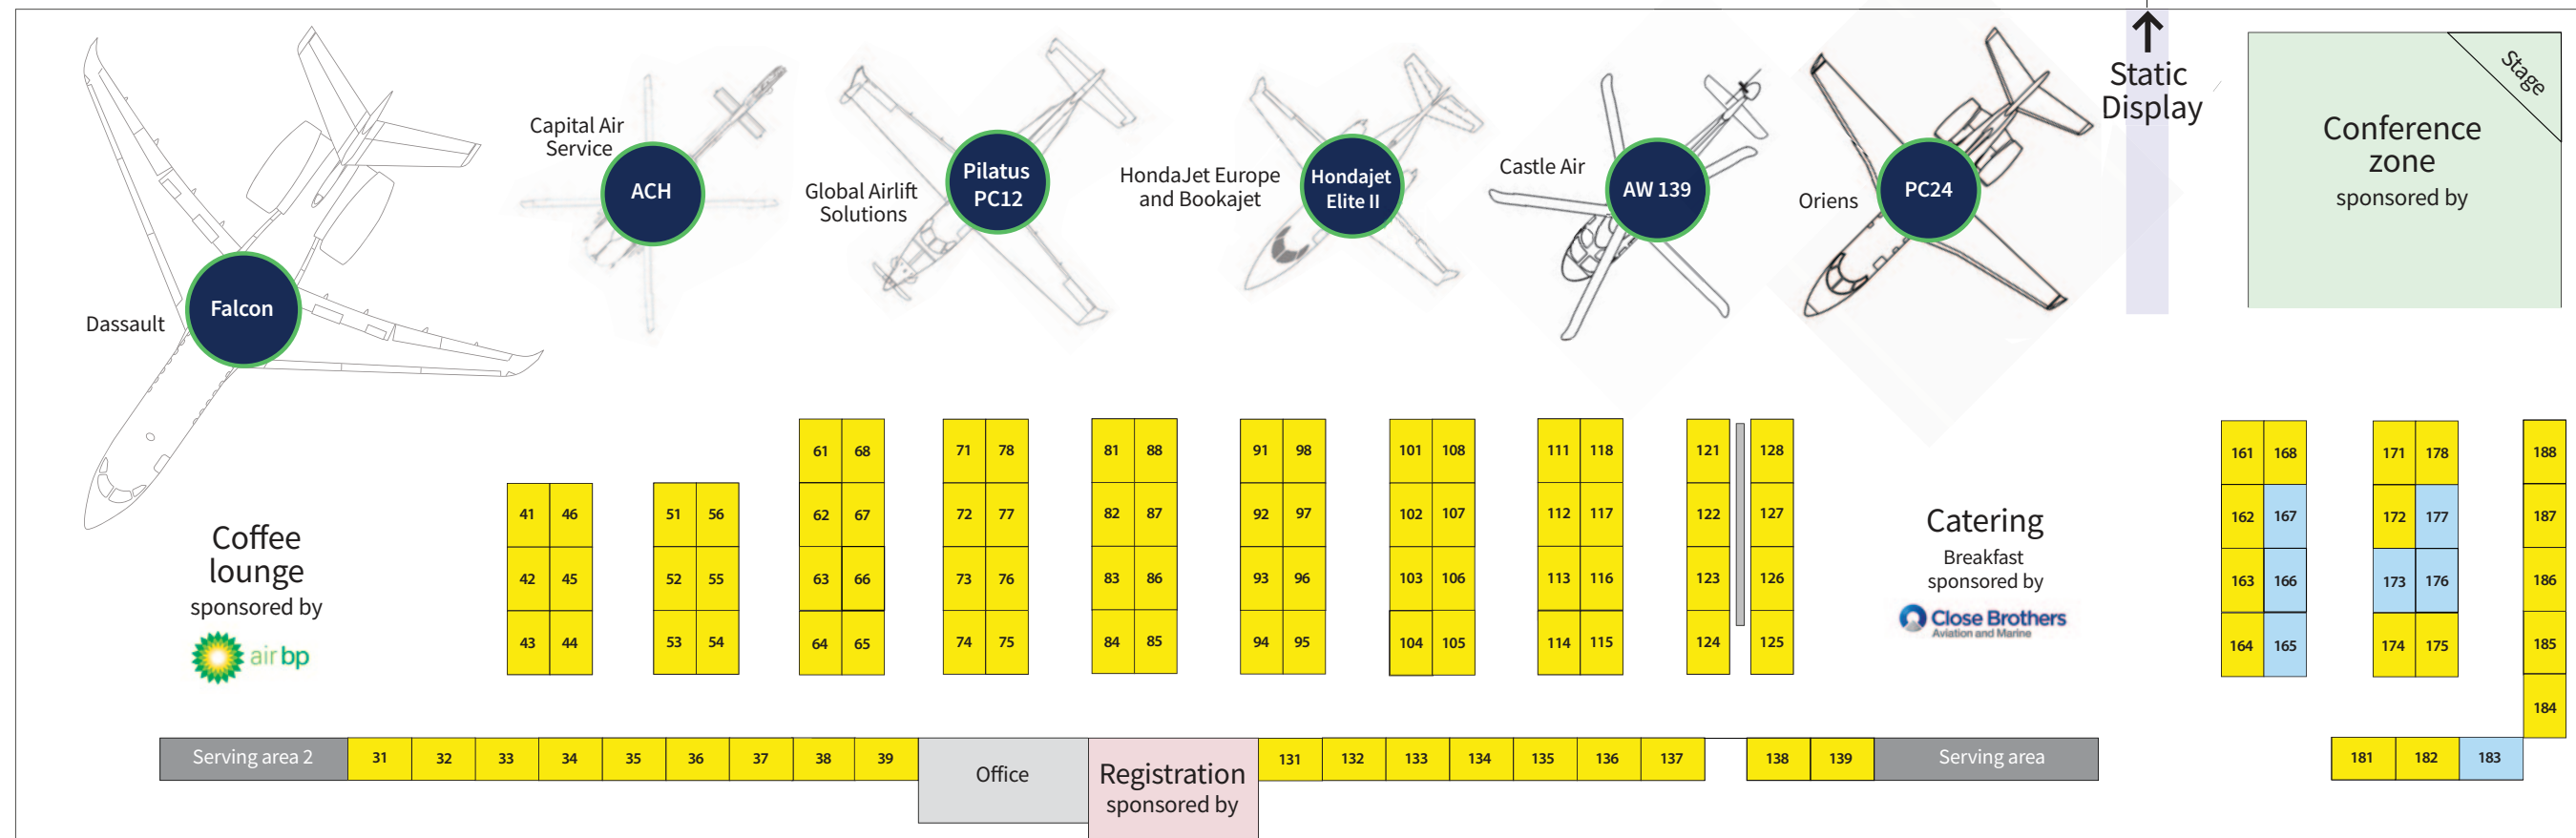 Static
Display
Stage
Conference
zone
sponsored by
Capital Air
Service
ACH
Pilatus
PC12
Global Airlift
Solutions
HondaJet Europe
and Bookajet
Hondajet
Elite II
Castle Air
AW 139
Oriens
PC24
Falcon
Dassault
61 68 71 78 81 88 91 98 101 108 111 118 121 128 161 168 171 178 188
41 46 51 56 62 67 72 77 82 87 92 97 102 107 112 117 122 127 162 167 172 177 187
42 45 52 55 63 66 73 76 83 86 93 96 103 106 113 116 123 126 163 166 173 176 186
43 44 53 54 64 65 74 75 84 85 94 95 104 105 114 115 124 125 164 165 174 175 185
184
Coffee
lounge
sponsored by
air bp
Catering
Breakfast
sponsored by
Close Brothers
Aviation and Marine
Serving area 2 31 32 33 34 35 36 37 38 39
Office
Registration
sponsored by
131 132 133 134 135 136 137 138 139 Serving area
181 182 183